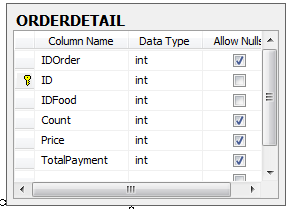 ORDERDETAIL
Column Name Data Type Allow Nulls
IDOrder int
ID int
IDFood int
Count int
Price int
TotalPayment int